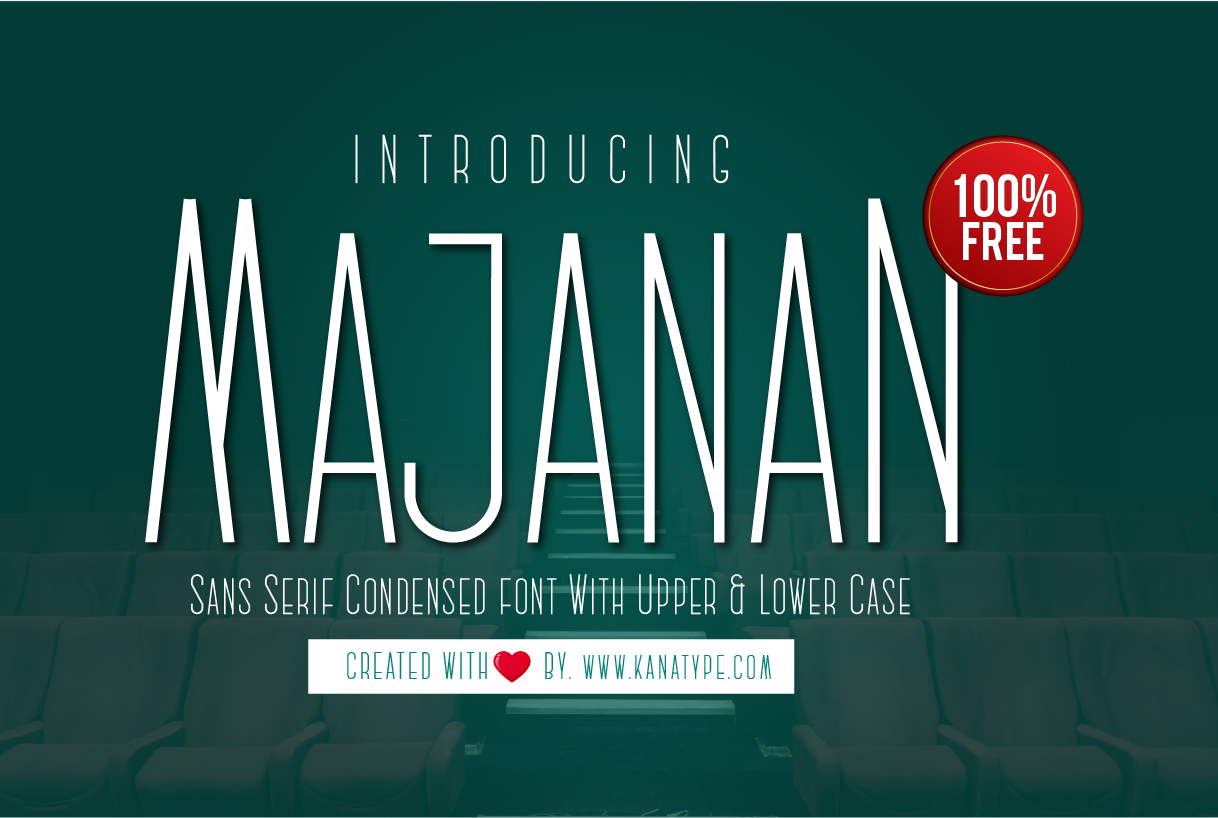 INTRODUCING
MAJANAN
100%
FREE
SANS SERIF CONDENSED FONT WITH UPPER & LOWER CASE
CREATED WITH ❤ BY. WWW.KANATYPE.COM